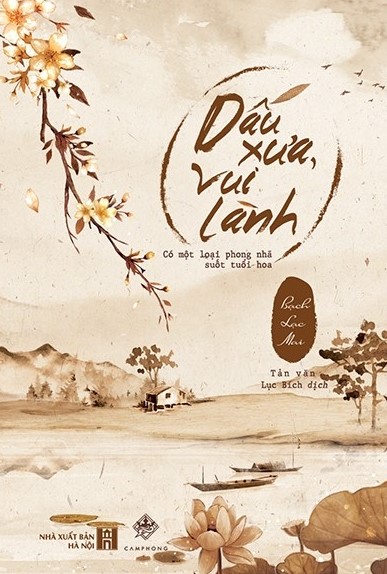 Dấu
xưa,
vui
lành
Có một loại phong nhã
suốt tuổi hoa
Bạch
Lạc
Mai
Tản văn
Lục Bích dịch
NHÀ XUẤT BẢN
HÀ NỘI
CAMPHONG